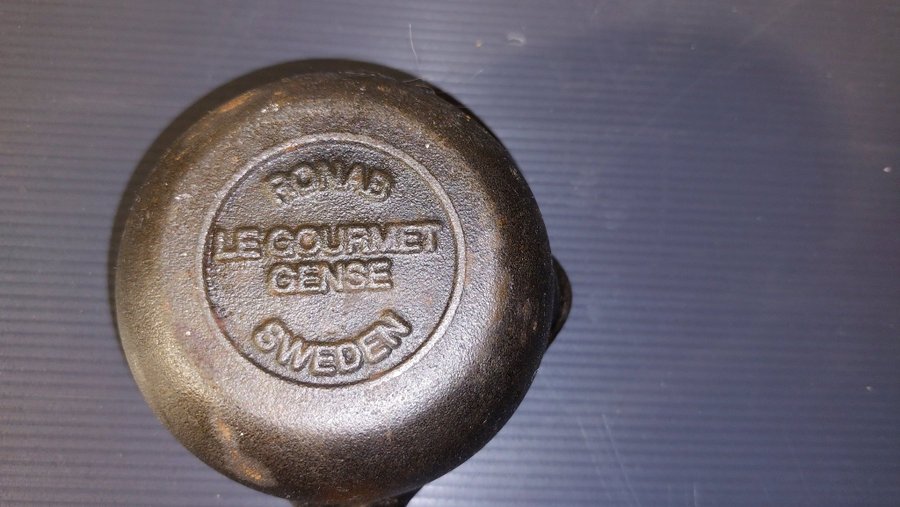 RONAB
LE GOURMET
GENSE
SWEDEN